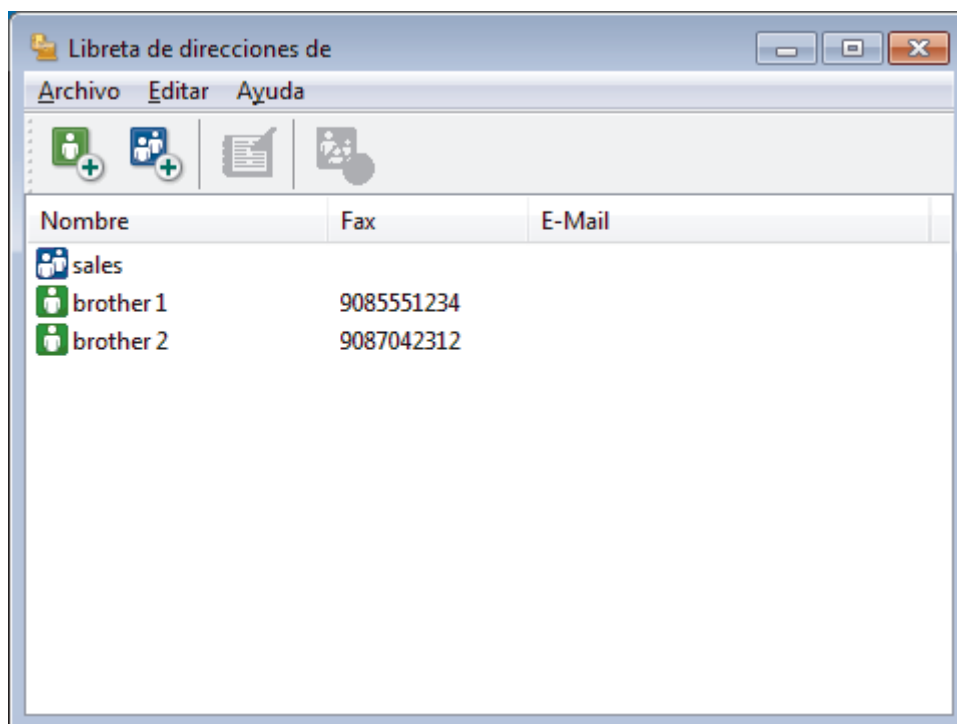 Libreta de direcciones de
Archivo Editar Ayuda
Nombre Fax E-Mail
sales
brother 1 9085551234
brother 2 9087042312